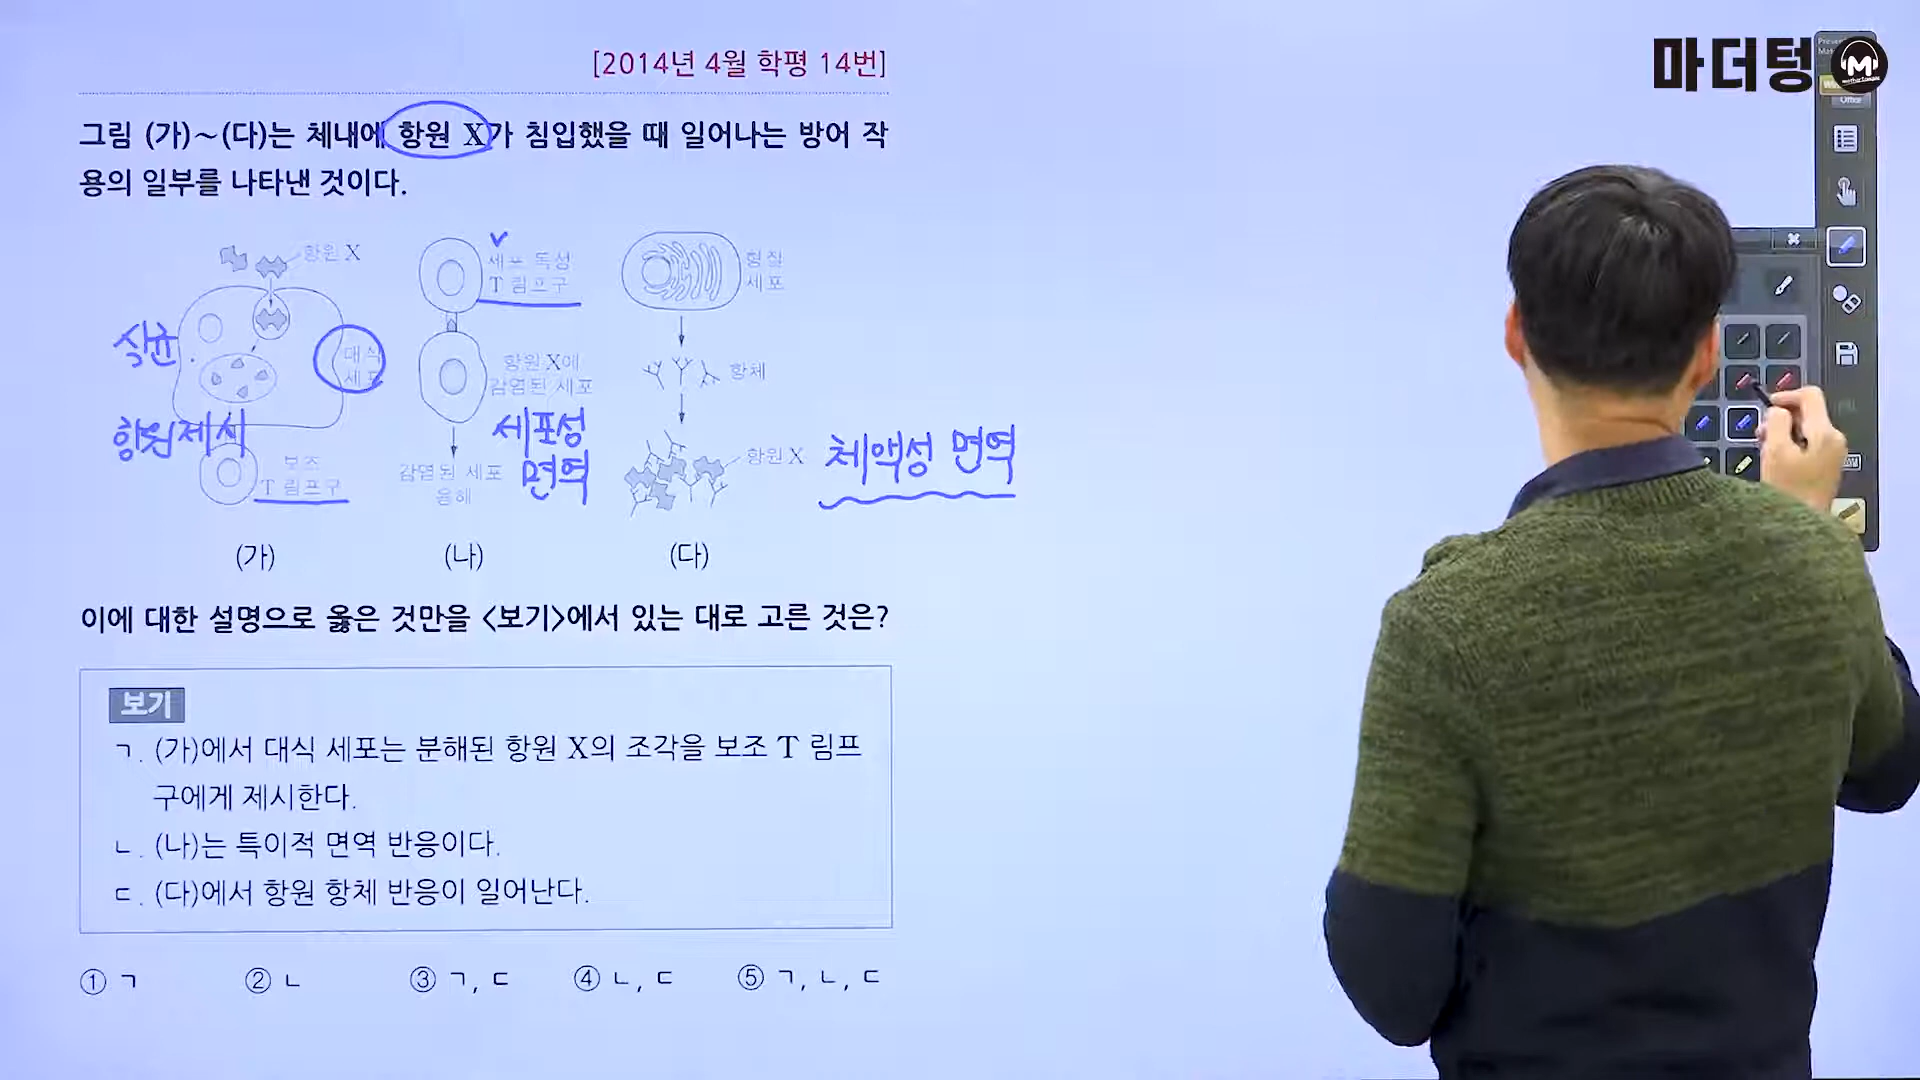 마더텅
[2014년 4월 학평 14번]
그림 (가)~(다)는 체내에 항원 X가 침입했을 때 일어나는 방어 작
용의 일부를 나타낸 것이다.
항원 X
식균
대식
세포
항원제시
보조
T 림프구
(가)
세포 독성
T 림프구
항원 X에
감염된 세포
세포성
면역
감염된 세포
용해
(나)
형질
세포
항체
항원 X
체액성 면역
(다)
이에 대한 설명으로 옳은 것만을 <보기>에서 있는 대로 고른 것은?
보기
ㄱ. (가)에서 대식 세포는 분해된 항원 X의 조각을 보조 T 림프
구에게 제시한다.
ㄴ. (나)는 특이적 면역 반응이다.
ㄷ. (다)에서 항원 항체 반응이 일어난다.
① ㄱ ② ㄴ ③ ㄱ, ㄷ ④ ㄴ, ㄷ ⑤ ㄱ, ㄴ, ㄷ